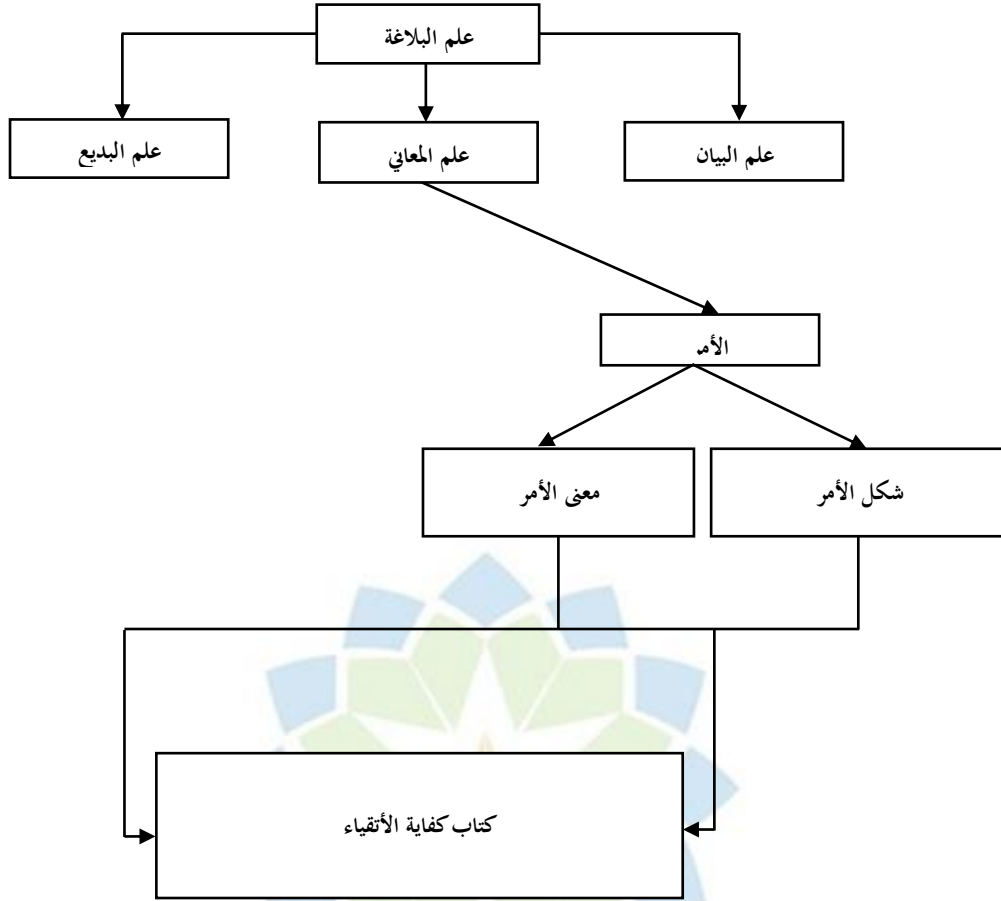 علم البلاغة
علم البيان
علم المعاني
علم البديع
الأمر
شكل الأمر
معنى الأمر
كتاب كفاية الأتقياء